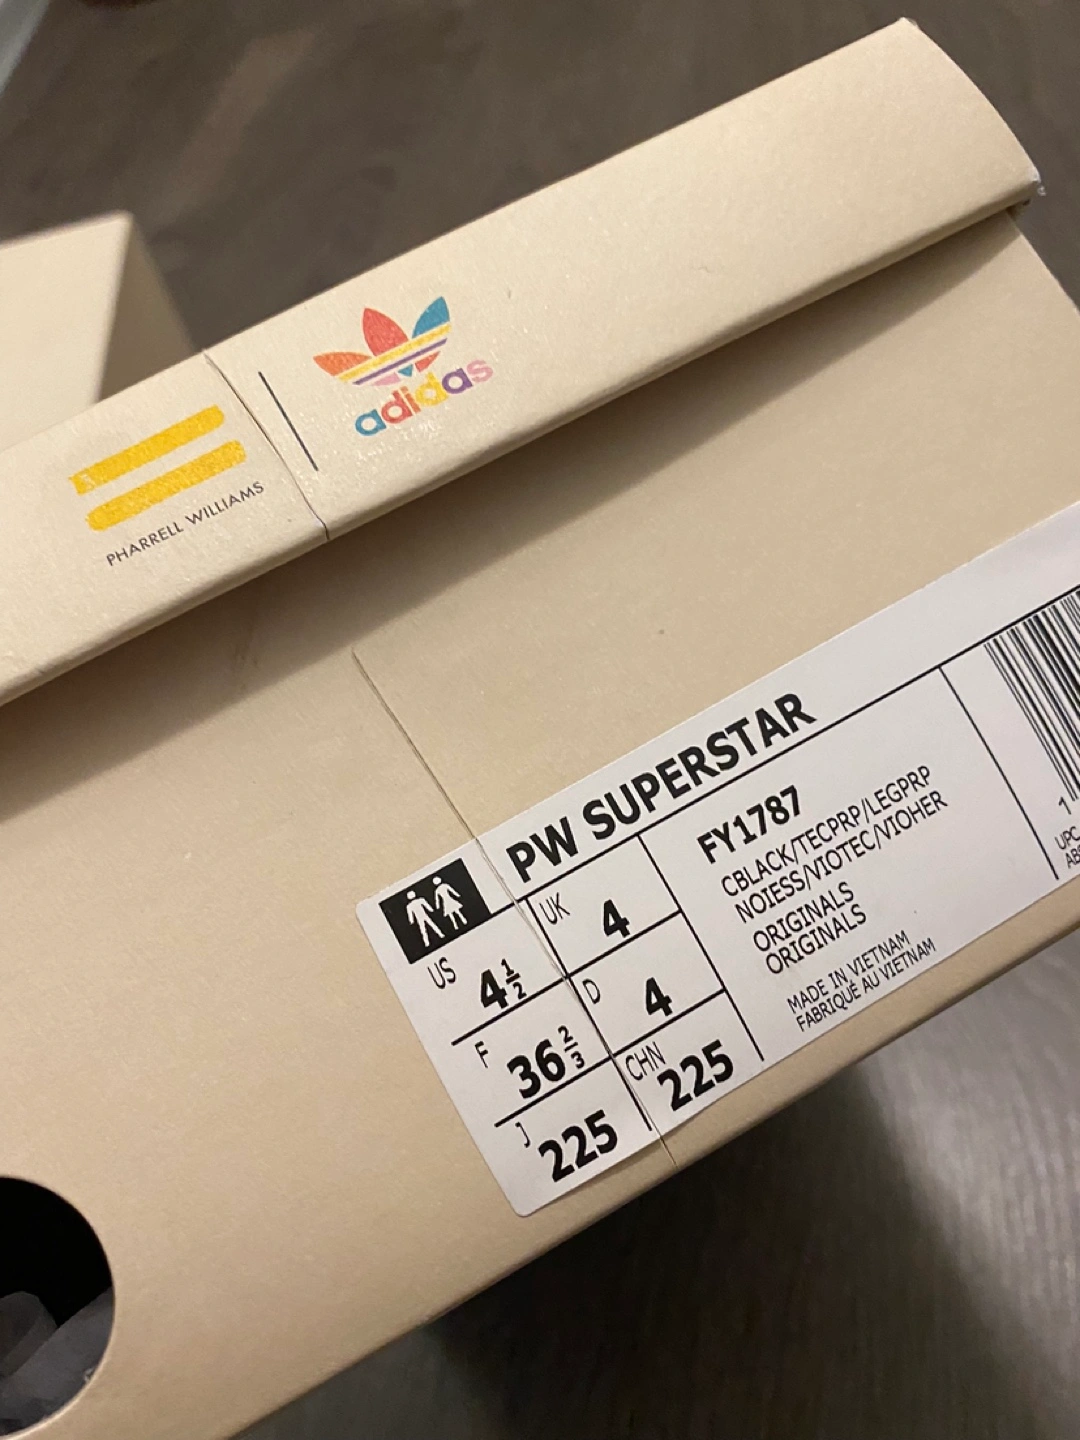 adidas
PHARRELL WILLIAMS
PW SUPERSTAR
US 4½
UK 4
F 36⅔
D 4
J 225
CHN 225
FY1787
CBLACK/TECPRP/LEGPRP
NOIESS/VIOTEC/VIOHER
ORIGINALS
ORIGINALS
MADE IN VIETNAM
FABRIQUÉ AU VIETNAM
1
UPC